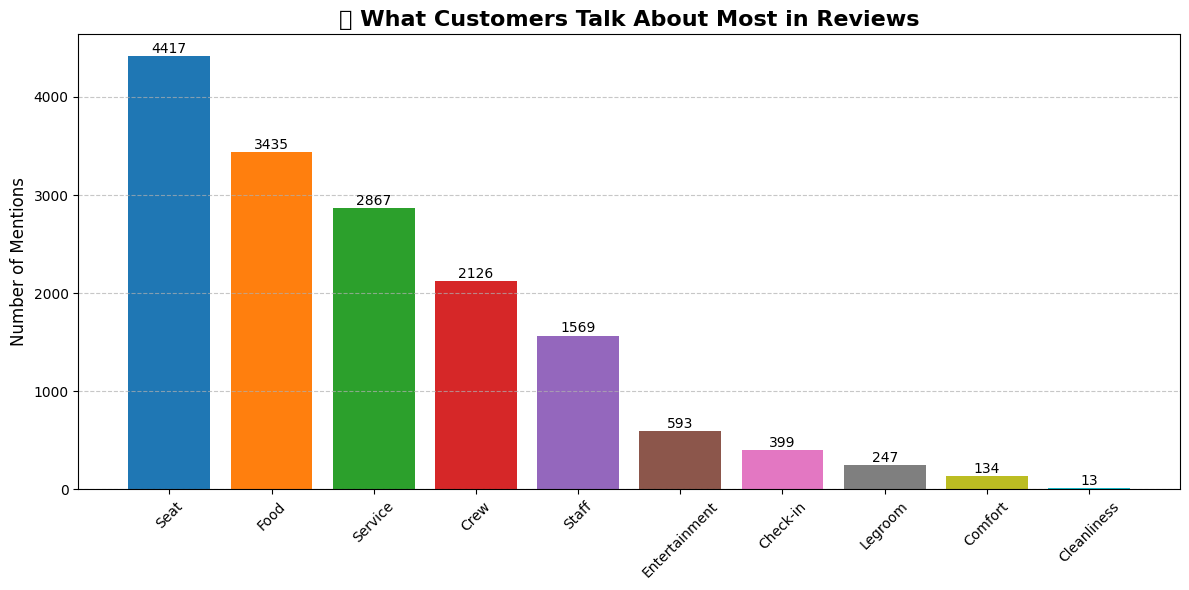 What Customers Talk About Most in Reviews
Number of Mentions
4000
3000
2000
1000
0
4417
3435
2867
2126
1569
593
399
247
134
13
Seat
Food
Service
Crew
Staff
Entertainment
Check-in
Legroom
Comfort
Cleanliness